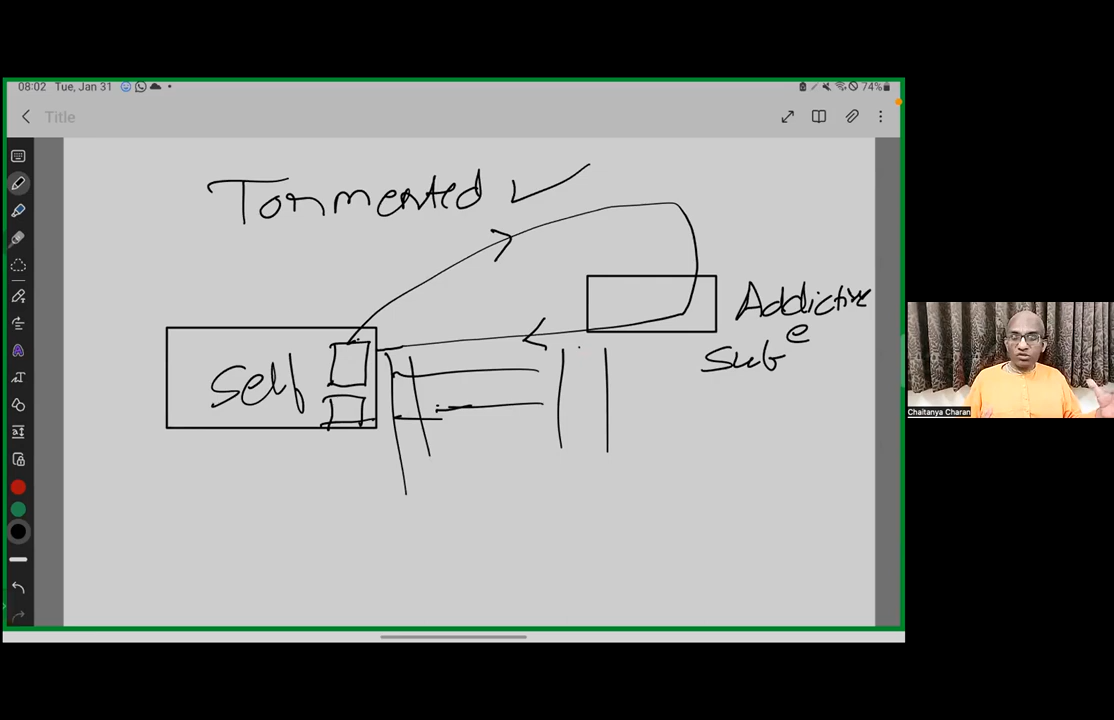 08:02 Tue, Jan 31
74%
Title
Tormented
Addictive
e
Sub
Self
Chaitanya Charan